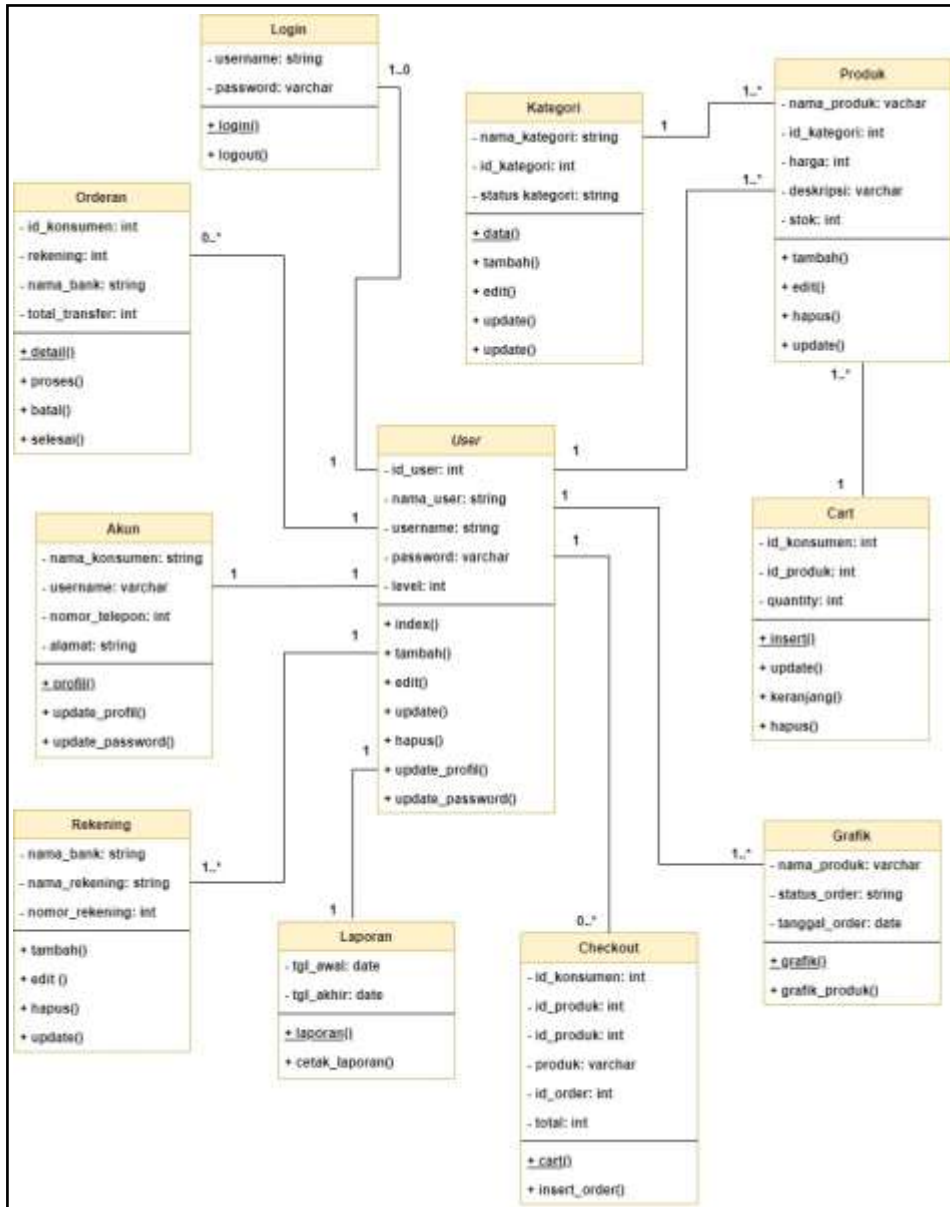 Login
- username: string
- password: varchar
+ login()
+ logout()
1..0
Kategori
- nama_kategori: string
- id_kategori: int
- status kategori: string
+ data()
+ tambah()
+ edit()
+ update()
+ update()
1
1..*
Produk
- nama_produk: vachar
- id_kategori: int
- harga: int
- deskripsi: varchar
- stok: int
+ tambah()
+ edit()
+ hapus()
+ update()
1..*
1..*
Orderan
- id_konsumen: int
- rekening: int
- nama_bank: string
- total_transfer: int
+ detail()
+ proses()
+ batal()
+ selesai()
0..*
User
- id_user: int
- nama_user: string
- username: string
- password: varchar
- level: int
+ index()
+ tambah()
+ edit()
+ update()
+ hapus()
+ update_profil()
+ update_password()
1
1
1
1
1
1
1
1
Akun
- nama_konsumen: string
- username: varchar
- nomor_telepon: int
- alamat: string
+ profil()
+ update_profil()
+ update_password()
1
1
Cart
- id_konsumen: int
- id_produk: int
- quantity: int
+ insert()
+ update()
+ keranjang()
+ hapus()
Rekening
- nama_bank: string
- nama_rekening: string
- nomor_rekening: int
+ tambah()
+ edit ()
+ hapus()
+ update()
1..*
1
Laporan
- tgl_awal: date
- tgl_akhir: date
+ laporan()
+ cetak_laporan()
0..*
Checkout
- id_konsumen: int
- id_produk: int
- id_produk: int
- produk: varchar
- id_order: int
- total: int
+ cart()
+ insert_order()
1..*
Grafik
- nama_produk: varchar
- status_order: string
- tanggal_order: date
+ grafik()
+ grafik_produk()